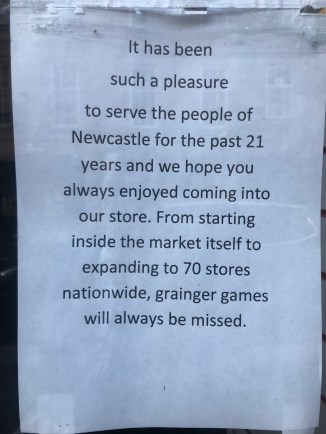 It has been
such a pleasure
to serve the people of
Newcastle for the past 21
years and we hope you
always enjoyed coming into
our store. From starting
inside the market itself to
expanding to 70 stores
nationwide, grainger games
will always be missed.